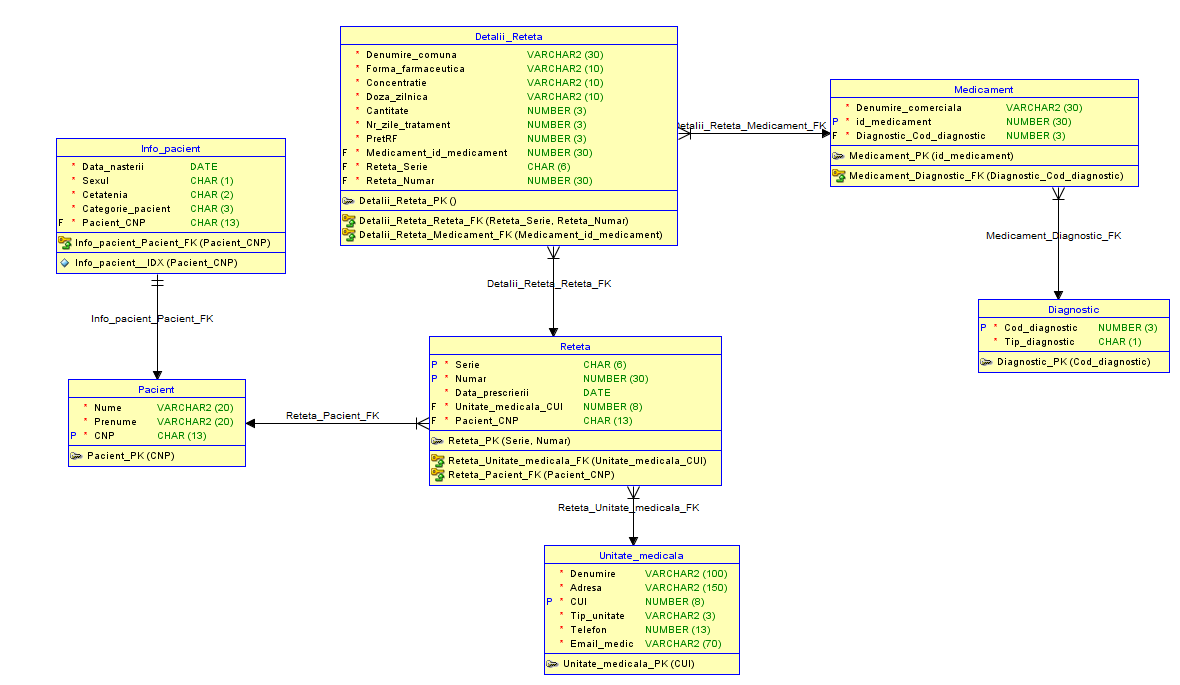 Detalii_Reteta
* Denumire_comuna VARCHAR2 (30)
* Forma_farmaceutica VARCHAR2 (10)
* Concentratie VARCHAR2 (10)
* Doza_zilnica VARCHAR2 (10)
* Cantitate NUMBER (3)
* Nr_zile_tratament NUMBER (3)
* PretRF NUMBER (3)
F * Medicament_id_medicament NUMBER (30)
F * Reteta_Serie CHAR (6)
F * Reteta_Numar NUMBER (30)
Detalii_Reteta_PK ()
Detalii_Reteta_Reteta_FK (Reteta_Serie, Reteta_Numar)
Detalii_Reteta_Medicament_FK (Medicament_id_medicament)
Detalii_Reteta_Medicament_FK
Medicament
* Denumire_comerciala VARCHAR2 (30)
P * id_medicament NUMBER (30)
F * Diagnostic_Cod_diagnostic NUMBER (3)
Medicament_PK (id_medicament)
Medicament_Diagnostic_FK (Diagnostic_Cod_diagnostic)
Info_pacient
* Data_nasterii DATE
* Sexul CHAR (1)
* Cetatenia CHAR (2)
* Categorie_pacient CHAR (3)
F * Pacient_CNP CHAR (13)
Info_pacient_Pacient_FK (Pacient_CNP)
Info_pacient__IDX (Pacient_CNP)
Medicament_Diagnostic_FK
Detalii_Reteta_Reteta_FK
Info_pacient_Pacient_FK
Diagnostic
P * Cod_diagnostic NUMBER (3)
* Tip_diagnostic CHAR (1)
Diagnostic_PK (Cod_diagnostic)
Reteta
P * Serie CHAR (6)
P * Numar NUMBER (30)
* Data_prescrierii DATE
F * Unitate_medicala_CUI NUMBER (8)
F * Pacient_CNP CHAR (13)
Reteta_PK (Serie, Numar)
Reteta_Unitate_medicala_FK (Unitate_medicala_CUI)
Reteta_Pacient_FK (Pacient_CNP)
Pacient
* Nume VARCHAR2 (20)
* Prenume VARCHAR2 (20)
P * CNP CHAR (13)
Pacient_PK (CNP)
Reteta_Pacient_FK
Reteta_Unitate_medicala_FK
Unitate_medicala
* Denumire VARCHAR2 (100)
* Adresa VARCHAR2 (150)
P * CUI NUMBER (8)
* Tip_unitate VARCHAR2 (3)
* Telefon NUMBER (13)
* Email_medic VARCHAR2 (70)
Unitate_medicala_PK (CUI)